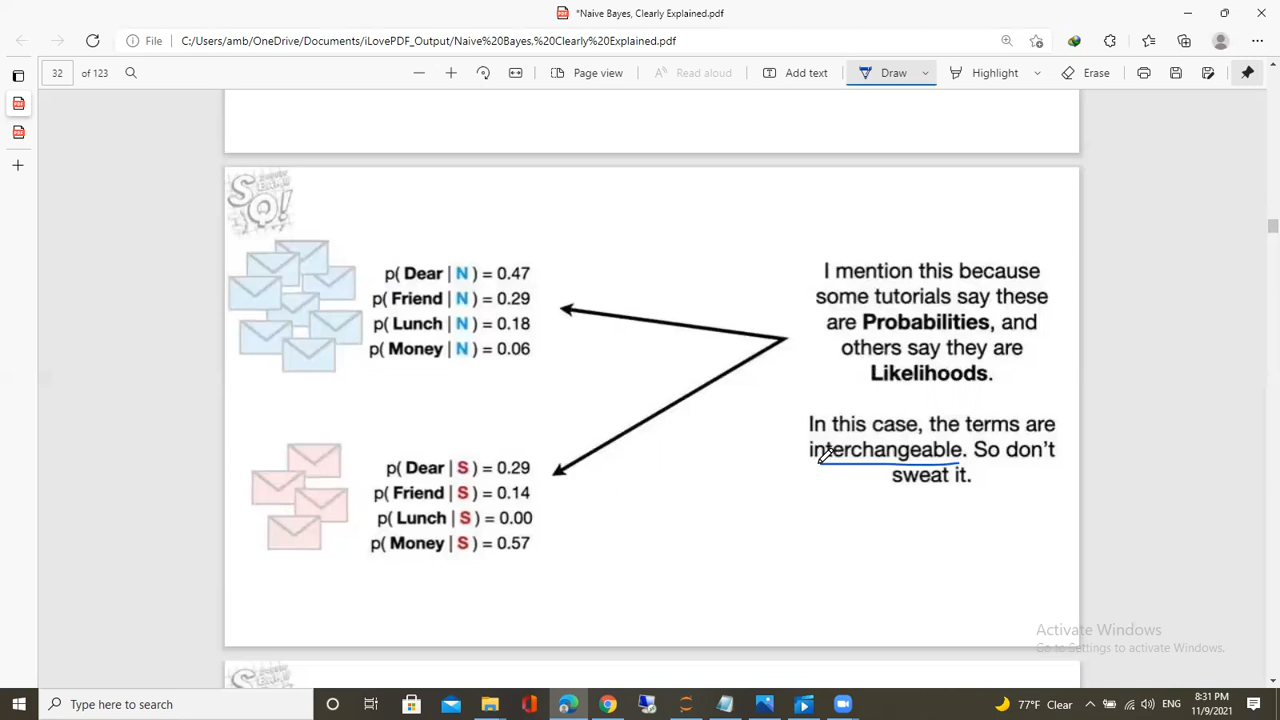 *Naive Bayes, Clearly Explained.pdf
File
C:/Users/amb/OneDrive/Documents/iLovePDF_Output/Naive%20Bayes,%20Clearly%20Explained.pdf
32 of 123
Page view
Read aloud
Add text
Draw
Highlight
Erase
p( Dear | N ) = 0.47
p( Friend | N ) = 0.29
p( Lunch | N ) = 0.18
p( Money | N ) = 0.06
I mention this because
some tutorials say these
are Probabilities, and
others say they are
Likelihoods.
In this case, the terms are
interchangeable. So don't
sweat it.
p( Dear | S ) = 0.29
p( Friend | S ) = 0.14
p( Lunch | S ) = 0.00
p( Money | S ) = 0.57
Activate Windows
Go to Settings to activate Windows.
Type here to search
77°F Clear
8:31 PM
11/9/2021